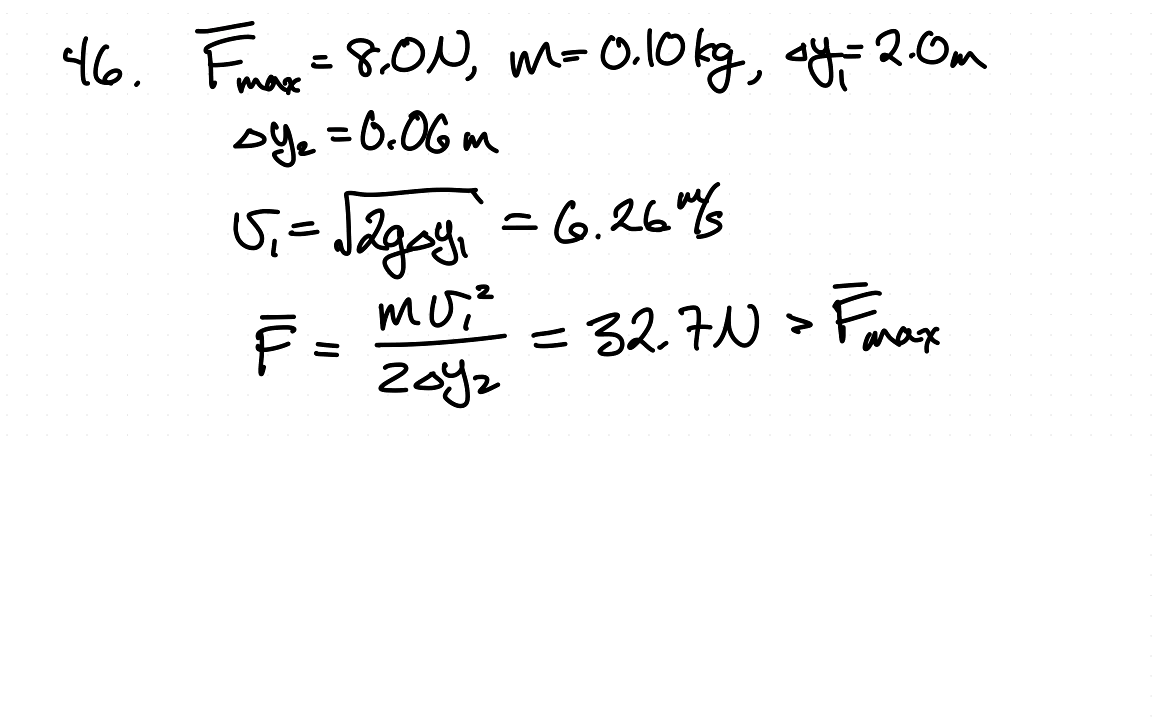 46. F̅max = 8.0N, m = 0.10 kg, Δy₁ = 2.0m
Δy₂ = 0.06 m
v₁ = √(2gΔy₁) = 6.26 m/s
F̅ = mv₁² / 2Δy₂ = 32.7N > F̅max